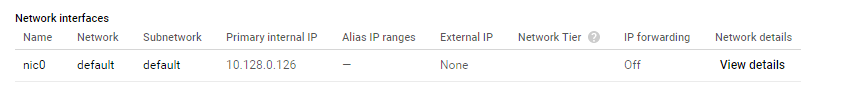 Network interfaces
Name Network Subnetwork Primary internal IP Alias IP ranges External IP Network Tier ? IP forwarding Network details
nic0 default default 10.128.0.126 — None Off View details